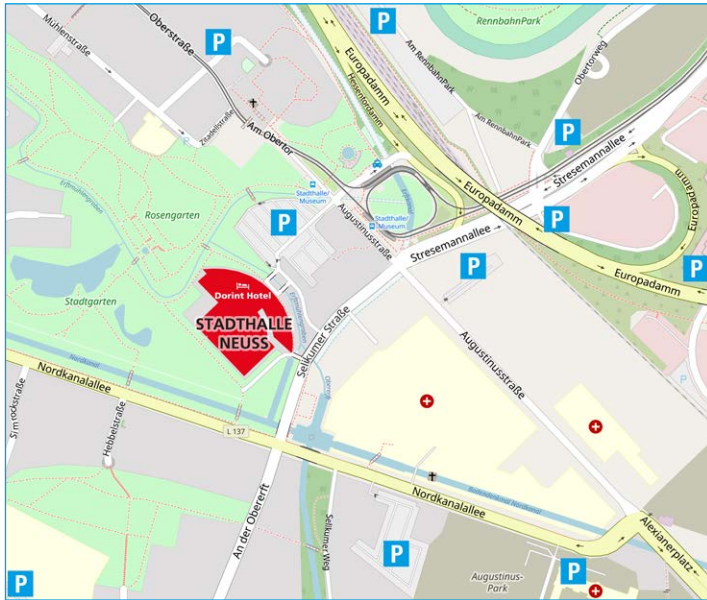 Oberstraße
P
P
RennbahnPark
Mühlenstraße
Europadamm
Hessentordamm
Am RennbahnPark
Obertorweg
Zitadellstraße
Am Obertor
Am RennbahnPark
P
Stresemannallee
Europadamm
Stadthalle/
Museum
Rosengarten
P
Augustinusstraße
Stadthalle/
Museum
Europadamm
P
Stresemannallee
P
Europadamm
P
Stadtgarten
Dorint Hotel
STADTHALLE
NEUSS
Selikumer Straße
Augustinusstraße
Nordkanal
Nordkanalallee
Hebbelstraße
L 137
An der Obererft
Nordkanalallee
Selikumer Weg
P
Alexianerplatz
P
Augustinus-
Park
P